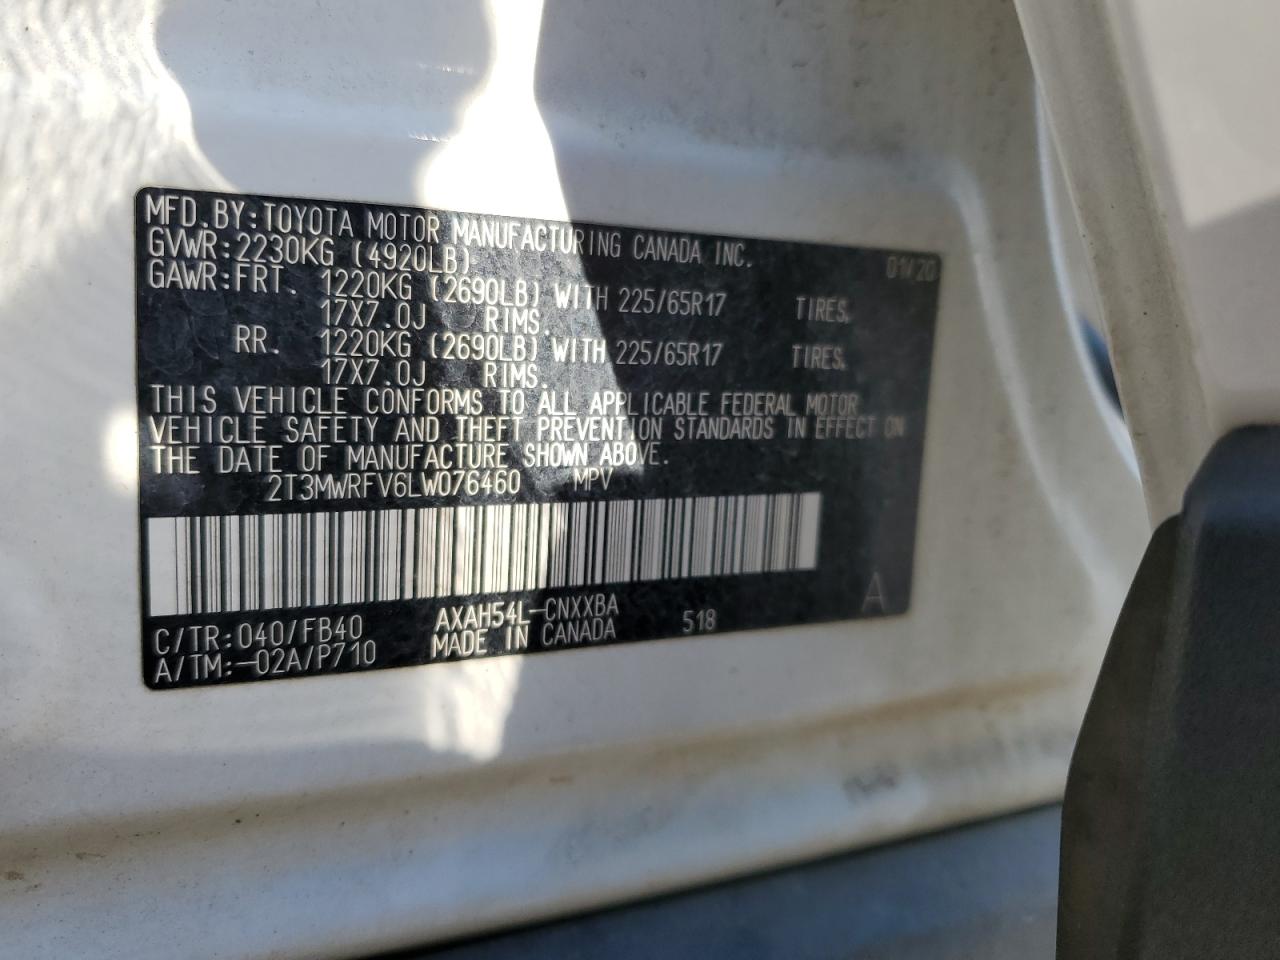 MFD.BY:TOYOTA MOTOR MANUFACTURING CANADA INC.
GVWR:2230KG (4920LB) 01/20
GAWR:FRT. 1220KG (2690LB) WITH 225/65R17 TIRES,
17X7.0J RIMS.
RR. 1220KG (2690LB) WITH 225/65R17 TIRES,
17X7.0J RIMS.
THIS VEHICLE CONFORMS TO ALL APPLICABLE FEDERAL MOTOR
VEHICLE SAFETY AND THEFT PREVENTION STANDARDS IN EFFECT ON
THE DATE OF MANUFACTURE SHOWN ABOVE.
2T3MWRFV6LW076460 MPV
A
C/TR:040/FB40 AXAH54L-CNXXBA 518
A/TM:-02A/P710 MADE IN CANADA